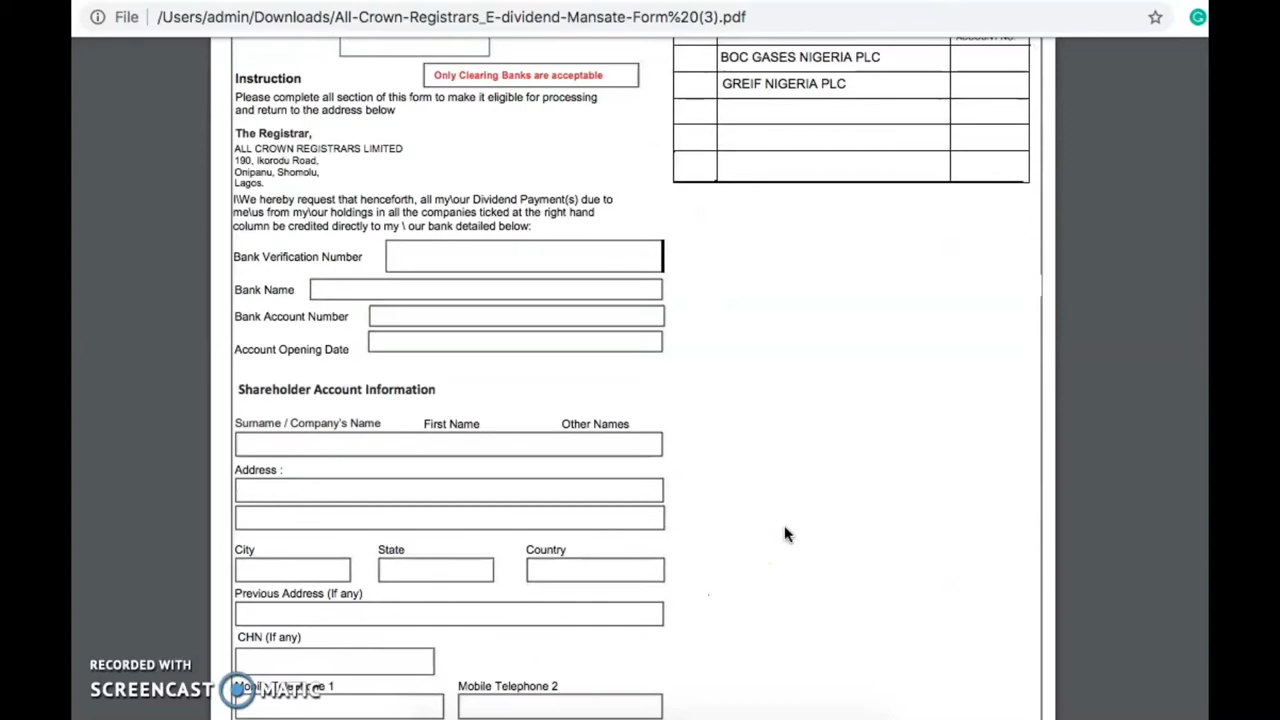 File
/Users/admin/Downloads/All-Crown-Registrars_E-dividend-Mansate-Form%20(3).pdf
ACCOUNT NO.
BOC GASES NIGERIA PLC
GREIF NIGERIA PLC
Only Clearing Banks are acceptable
Instruction
Please complete all section of this form to make it eligible for processing
and return to the address below
The Registrar,
ALL CROWN REGISTRARS LIMITED
190, Ikorodu Road,
Onipanu, Shomolu,
Lagos.
I\We hereby request that henceforth, all my\our Dividend Payment(s) due to
me\us from my\our holdings in all the companies ticked at the right hand
column be credited directly to my \ our bank detailed below:
Bank Verification Number
Bank Name
Bank Account Number
Account Opening Date
Shareholder Account Information
Surname / Company's Name First Name Other Names
Address :
City State Country
Previous Address (If any)
CHN (If any)
Mobile Telephone 2
RECORDED WITH
SCREENCAST MATIC